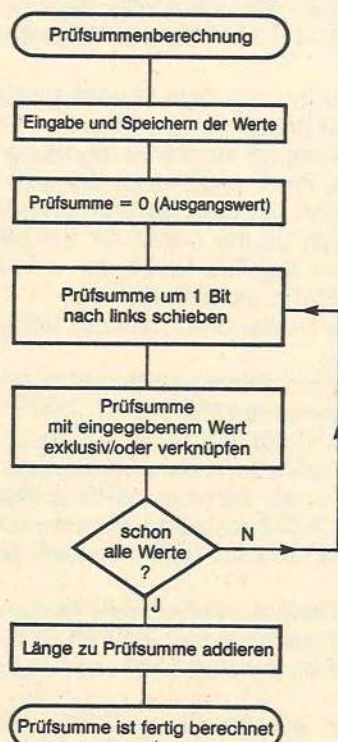 Prüfsummenberechnung
Eingabe und Speichern der Werte
Prüfsumme = 0 (Ausgangswert)
Prüfsumme um 1 Bit
nach links schieben
Prüfsumme
mit eingegebenem Wert
exklusiv/oder verknüpfen
schon
alle Werte
?
N
J
Länge zu Prüfsumme addieren
Prüfsumme ist fertig berechnet